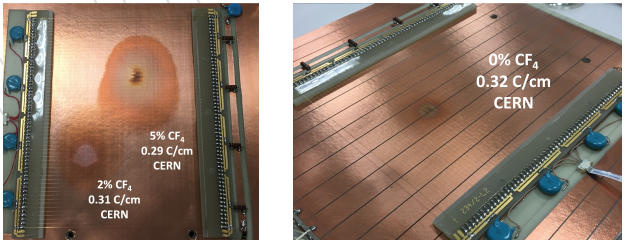 5% CF₄
0.29 C/cm
CERN
2% CF₄
0.31 C/cm
CERN
0% CF₄
0.32 C/cm
CERN